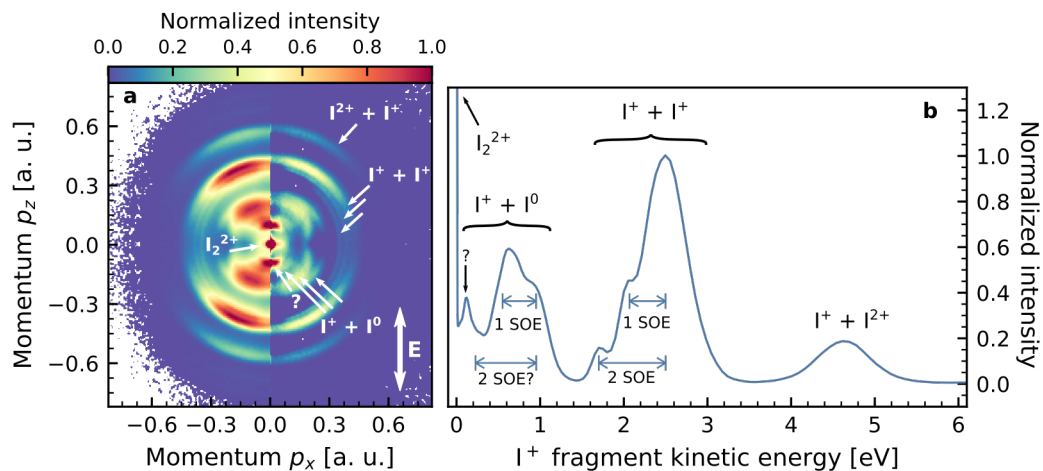 Normalized intensity
0.0 0.2 0.4 0.6 0.8 1.0
a
I²⁺ + I⁺
I⁺ + I⁺
I₂²⁺
?
I⁺ + I⁰
E
0.6
0.3
0.0
−0.3
−0.6
Momentum p_z [a. u.]
−0.6 −0.3 0.0 0.3 0.6
Momentum p_x [a. u.]
b
I₂²⁺
I⁺ + I⁺
I⁺ + I⁰
?
1 SOE
1 SOE
2 SOE?
2 SOE
I⁺ + I²⁺
1.2
1.0
0.8
0.6
0.4
0.2
0.0
Normalized intensity
0 1 2 3 4 5 6
I⁺ fragment kinetic energy [eV]